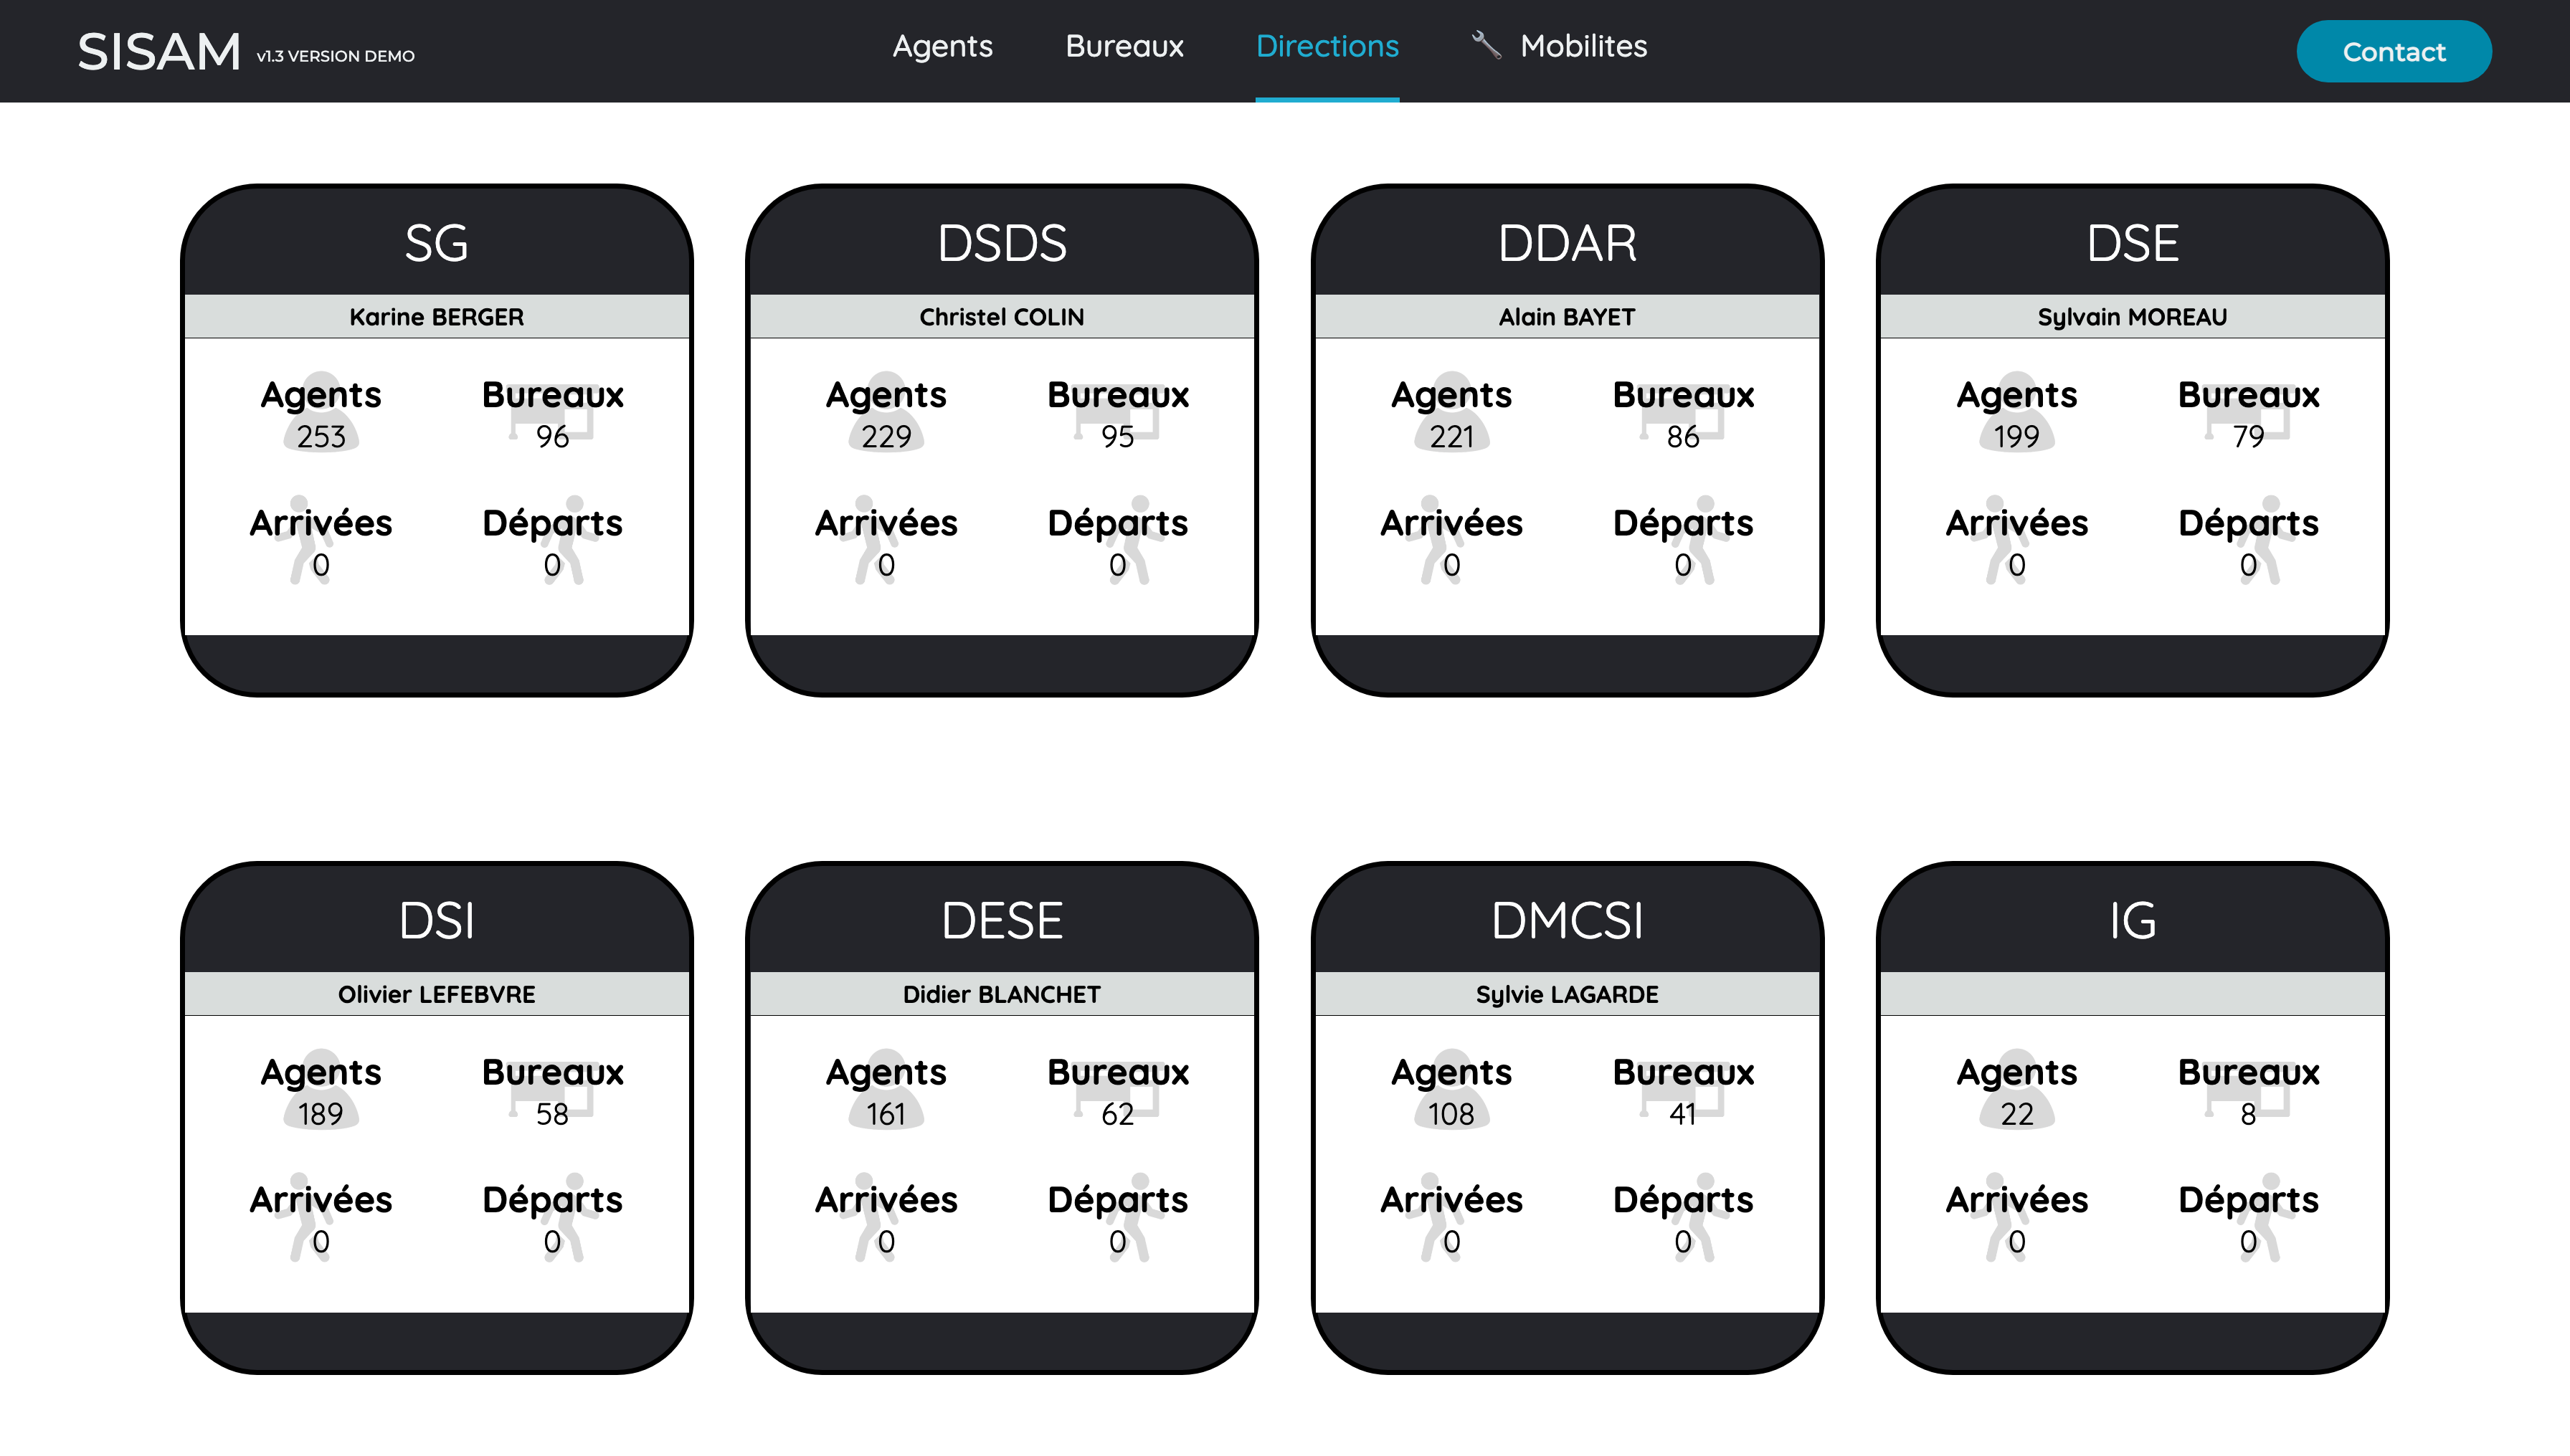 SISAM v1.3 VERSION DEMO Agents Bureaux Directions Mobilites Contact
SG DSDS DDAR DSE
Karine BERGER Christel COLIN Alain BAYET Sylvain MOREAU
Agents Bureaux Agents Bureaux Agents Bureaux Agents Bureaux
253 96 229 95 221 86 199 79
Arrivées Départs Arrivées Départs Arrivées Départs Arrivées Départs
0 0 0 0 0 0 0 0
DSI DESE DMCSI IG
Olivier LEFEBVRE Didier BLANCHET Sylvie LAGARDE
Agents Bureaux Agents Bureaux Agents Bureaux Agents Bureaux
189 58 161 62 108 41 22 8
Arrivées Départs Arrivées Départs Arrivées Départs Arrivées Départs
0 0 0 0 0 0 0 0